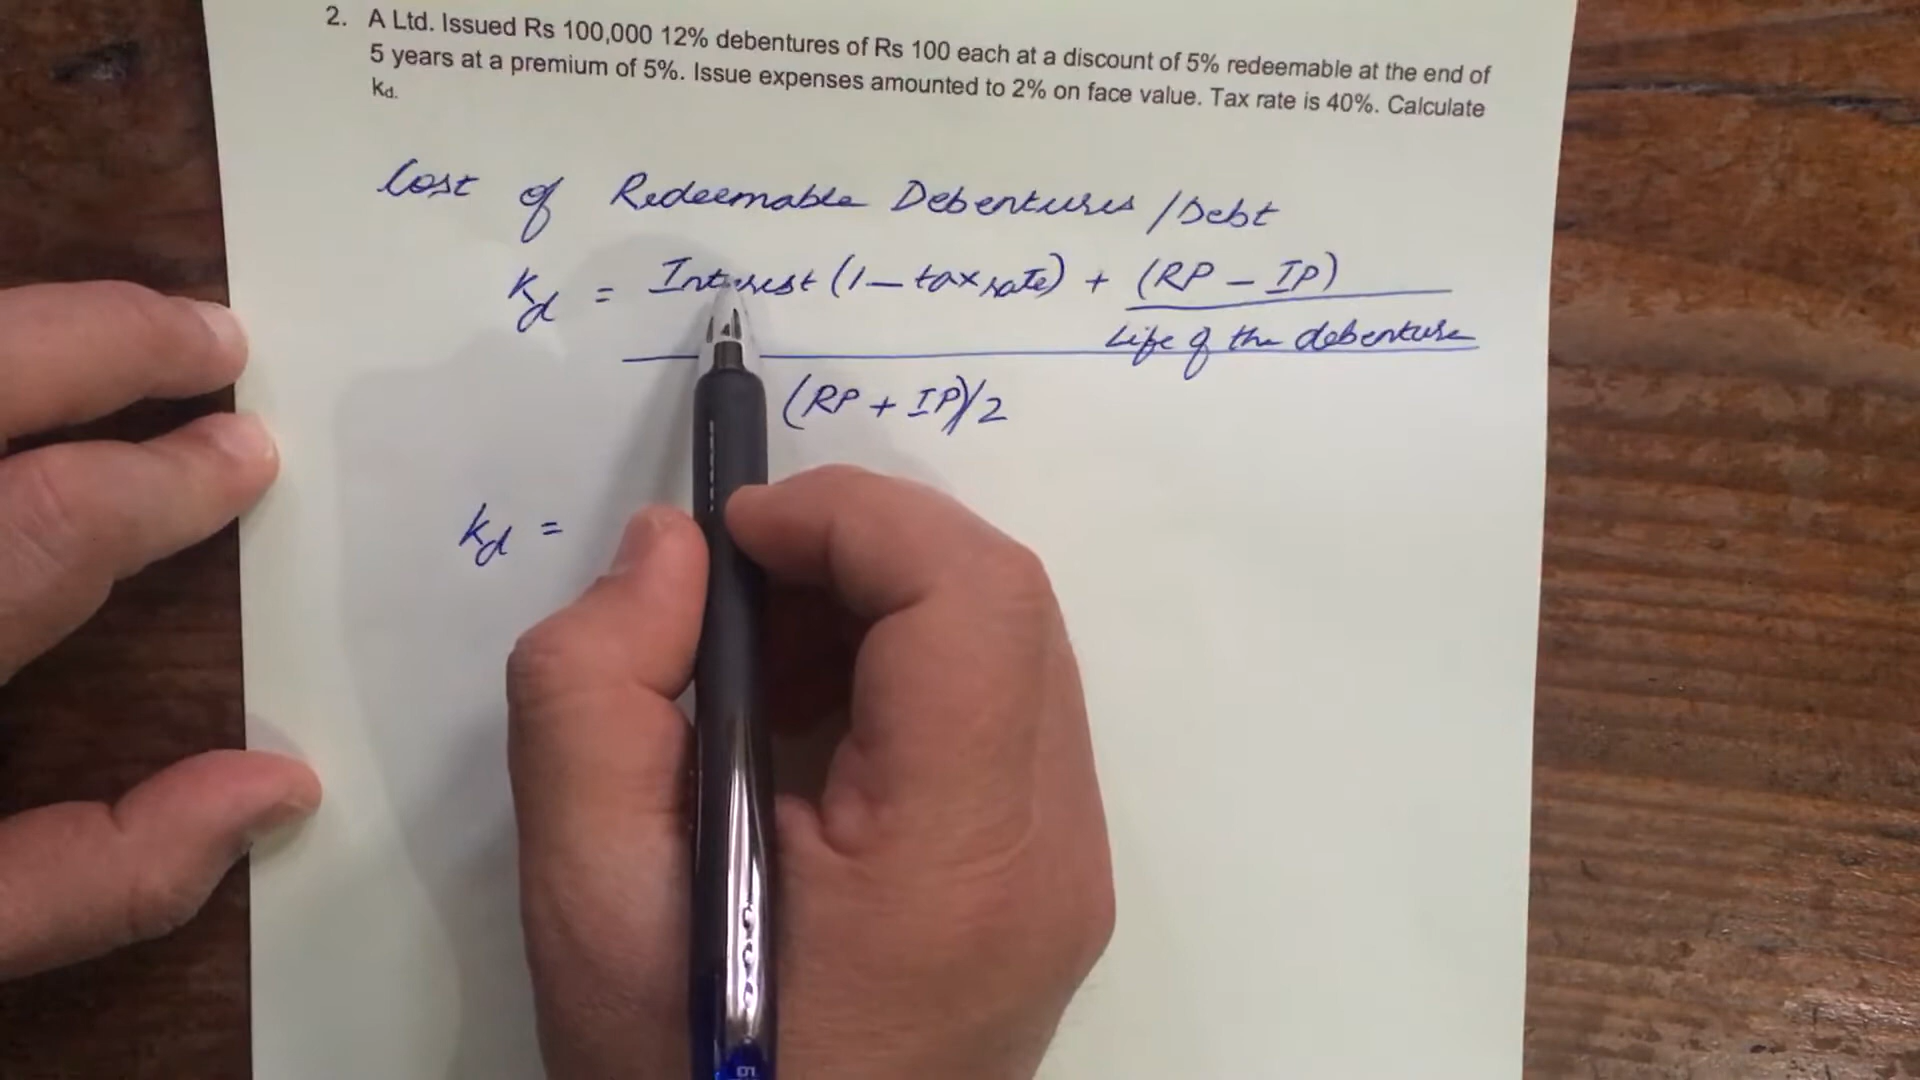 2. A Ltd. Issued Rs 100,000 12% debentures of Rs 100 each at a discount of 5% redeemable at the end of
5 years at a premium of 5%. Issue expenses amounted to 2% on face value. Tax rate is 40%. Calculate
Kd.
Cost of Redeemable Debentures /Debt
Kd = Interest (1 - tax rate) + (RP - IP)
Life of the debenture
(RP + IP)/2
Kd =